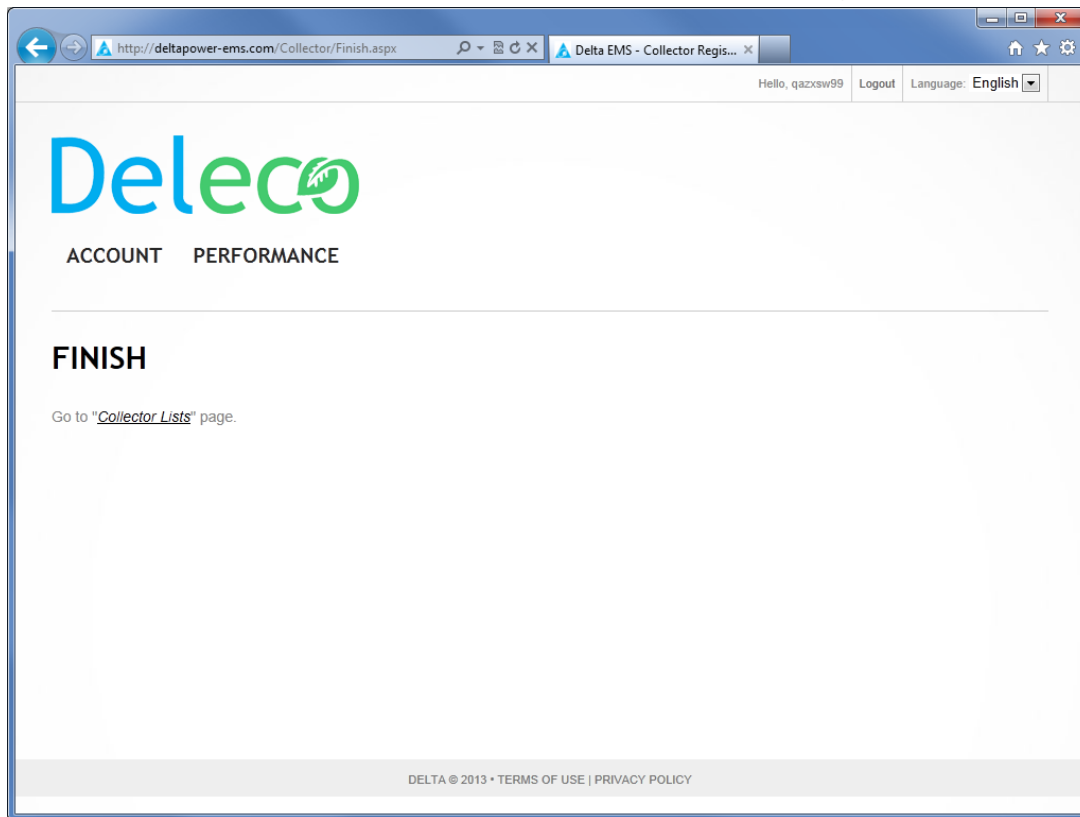 http://deltapower-ems.com/Collector/Finish.aspx
Delta EMS - Collector Regis...
Hello, qazxsw99 Logout Language: English
Deleco
ACCOUNT PERFORMANCE
FINISH
Go to "Collector Lists" page.
DELTA © 2013 • TERMS OF USE | PRIVACY POLICY